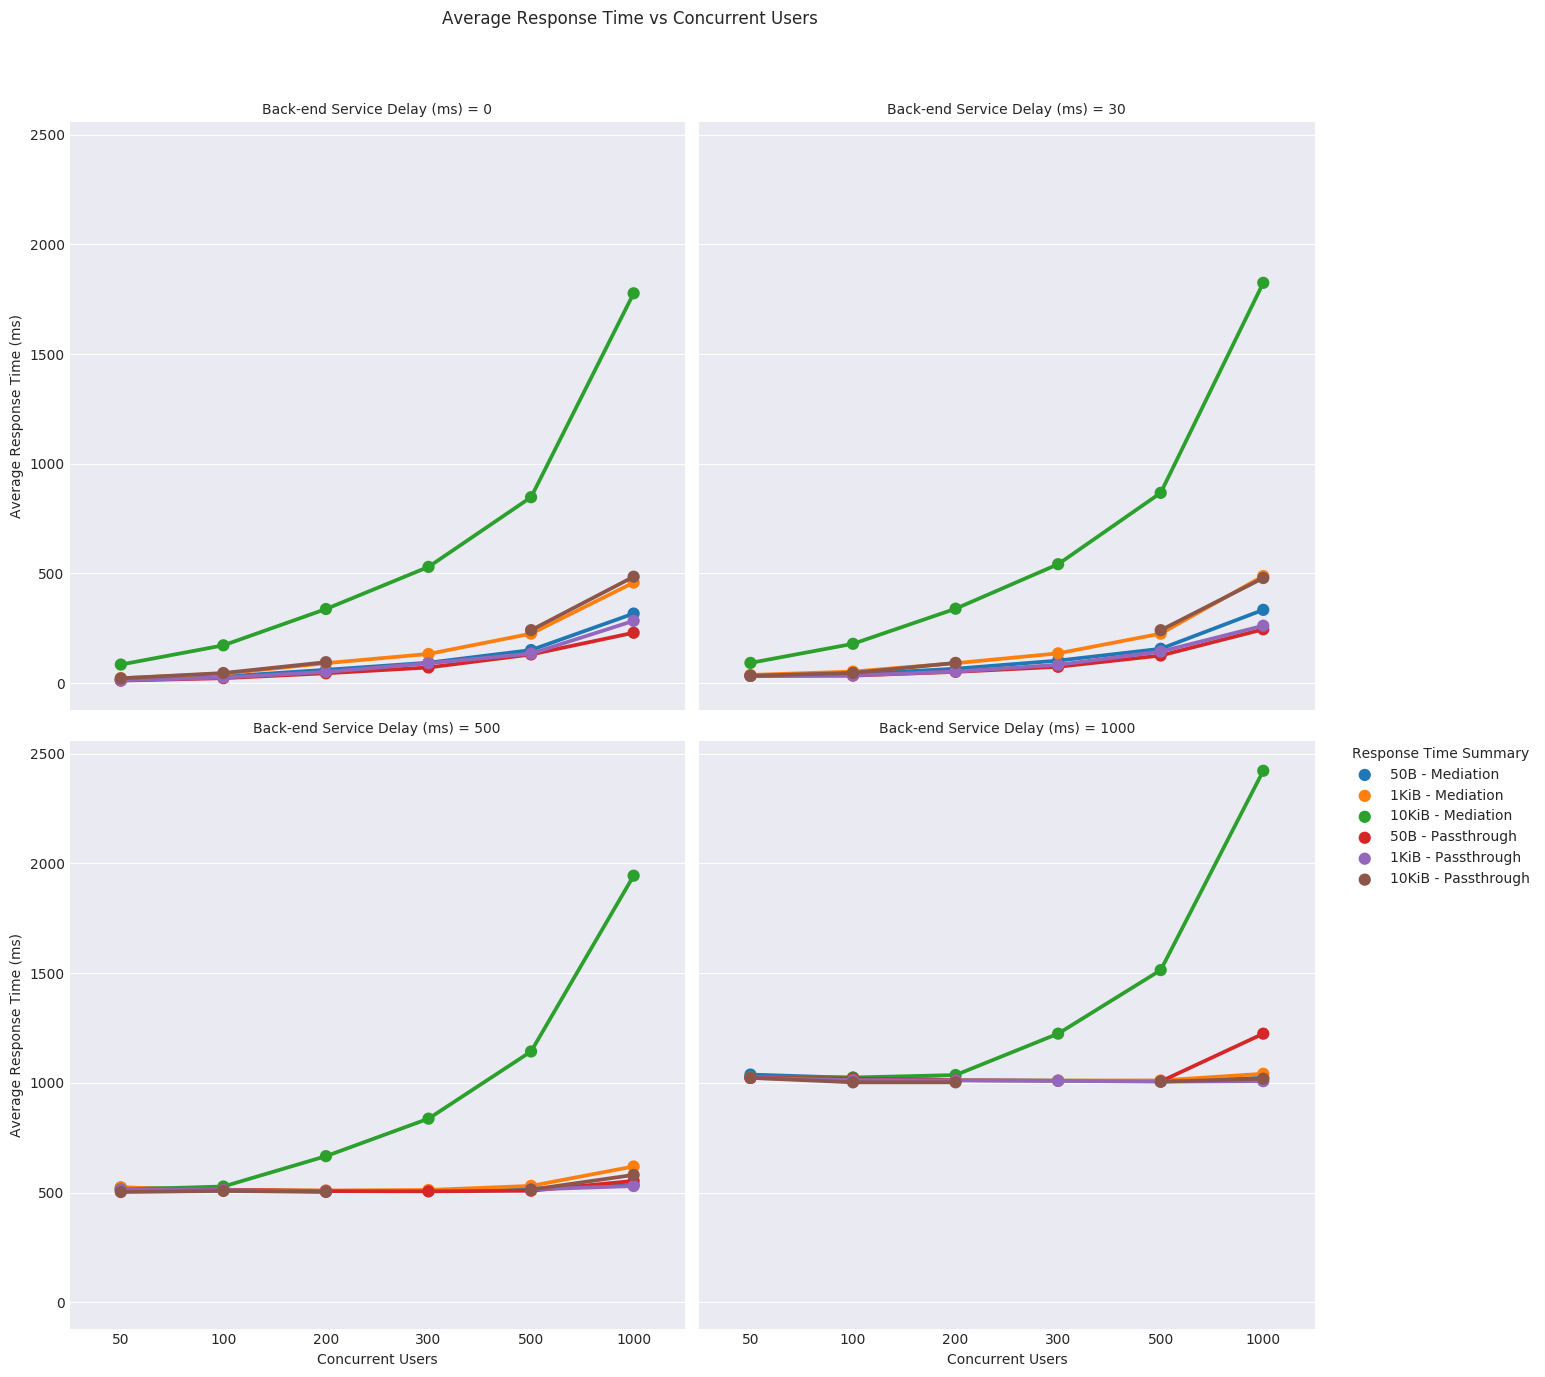 Average Response Time vs Concurrent Users
Back-end Service Delay (ms) = 0
Back-end Service Delay (ms) = 30
2500
2000
1500
1000
500
0
Average Response Time (ms)
Back-end Service Delay (ms) = 500
Back-end Service Delay (ms) = 1000
2500
2000
1500
1000
500
0
Average Response Time (ms)
50 100 200 300 500 1000
Concurrent Users
50 100 200 300 500 1000
Concurrent Users
Response Time Summary
50B - Mediation
1KiB - Mediation
10KiB - Mediation
50B - Passthrough
1KiB - Passthrough
10KiB - Passthrough